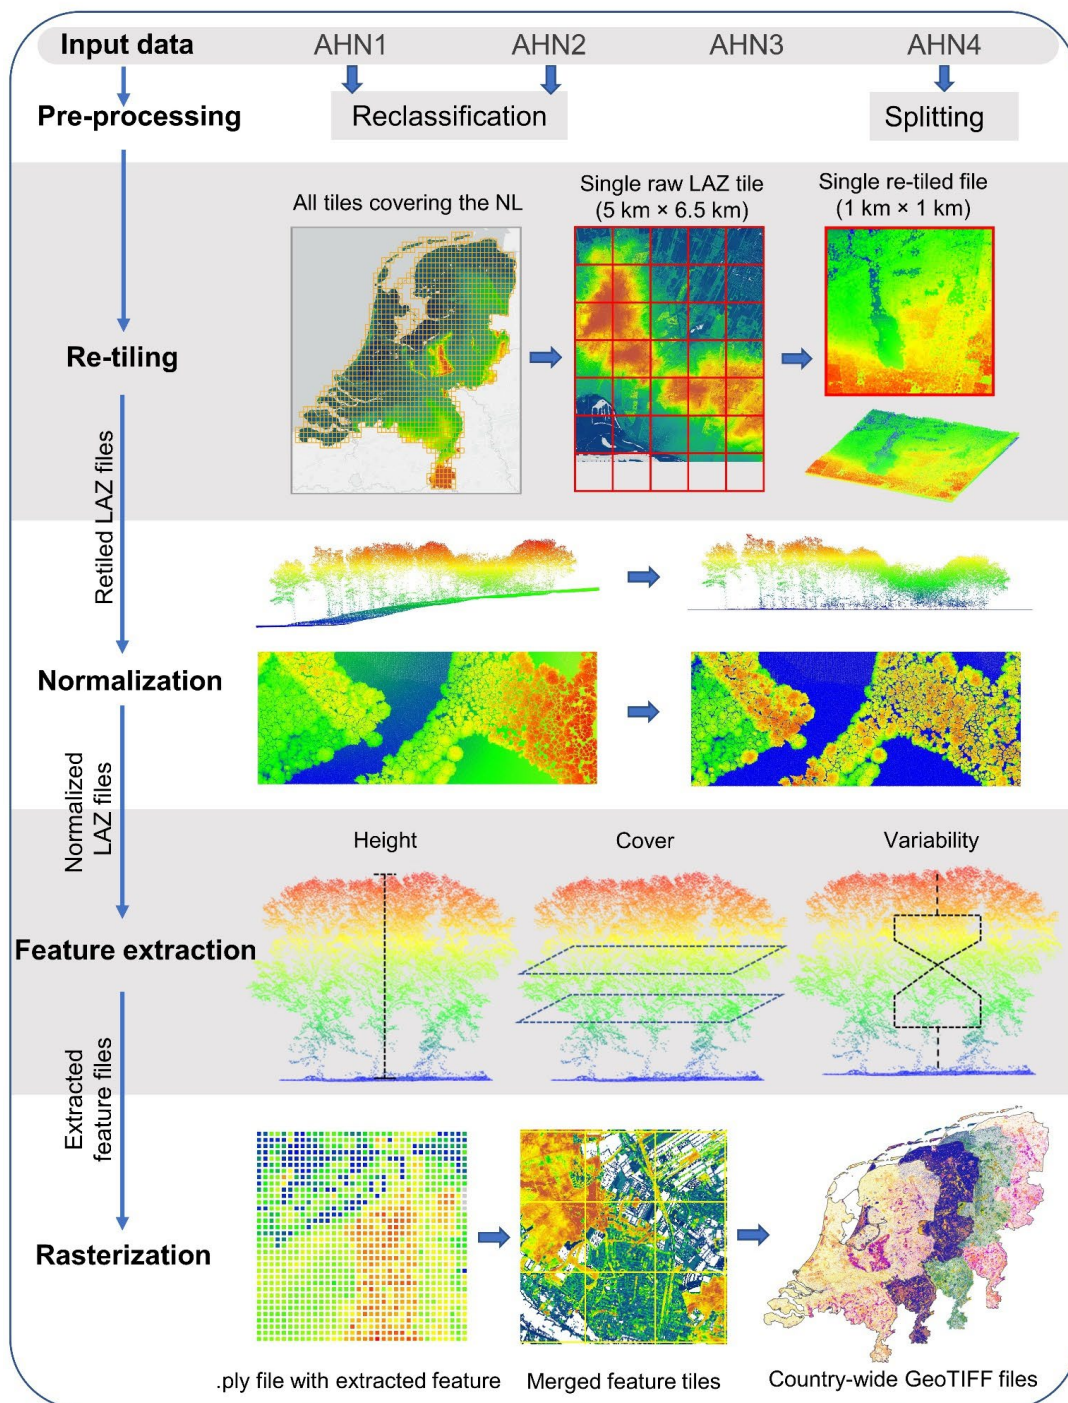 Input data
AHN1
AHN2
AHN3
AHN4
Pre-processing
Reclassification
Splitting
All tiles covering the NL
Single raw LAZ tile
(5 km × 6.5 km)
Single re-tiled file
(1 km × 1 km)
Re-tiling
Retiled LAZ files
Normalization
Normalized
LAZ files
Height
Cover
Variability
Feature extraction
Extracted
feature files
Rasterization
.ply file with extracted feature
Merged feature tiles
Country-wide GeoTIFF files